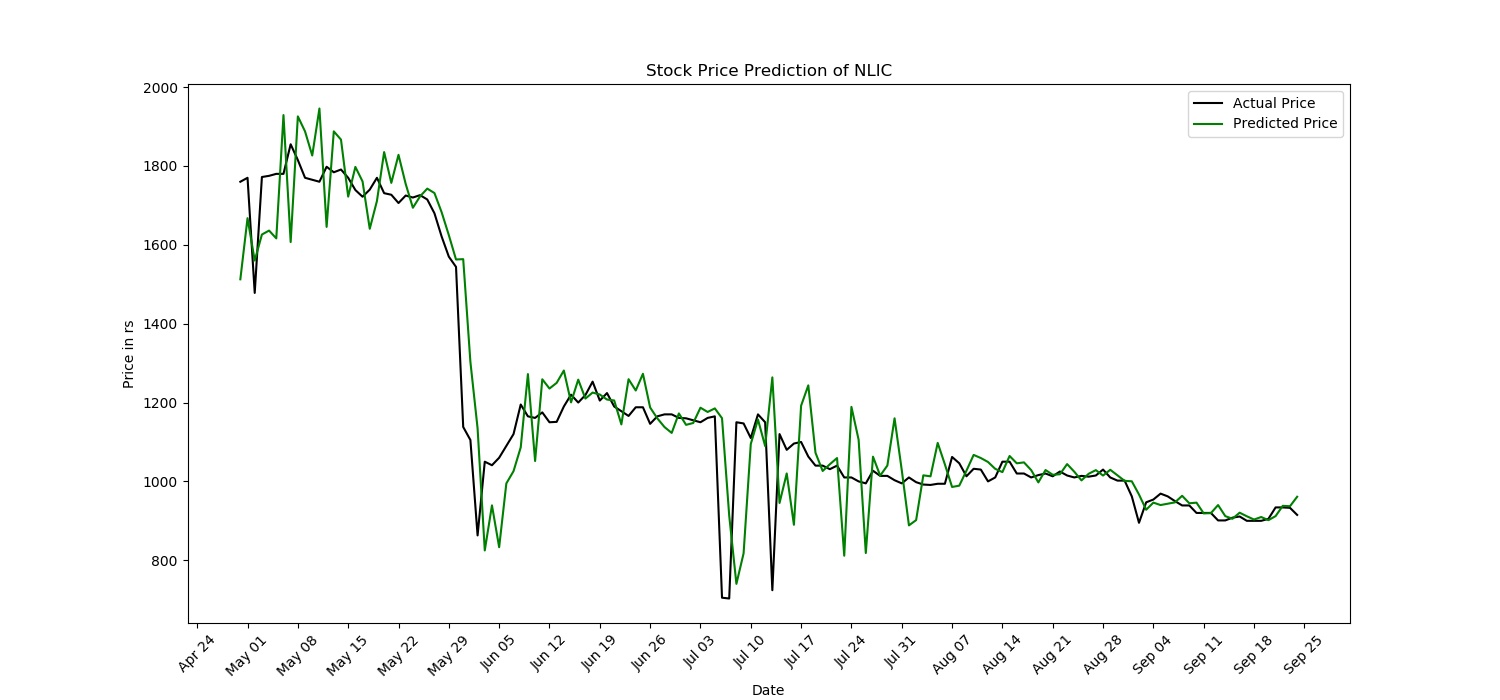 Stock Price Prediction of NLIC
Actual Price
Predicted Price
Price in rs
2000
1800
1600
1400
1200
1000
800
Apr 24
May 01
May 08
May 15
May 22
May 29
Jun 05
Jun 12
Jun 19
Jun 26
Jul 03
Jul 10
Jul 17
Jul 24
Jul 31
Aug 07
Aug 14
Aug 21
Aug 28
Sep 04
Sep 11
Sep 18
Sep 25
Date